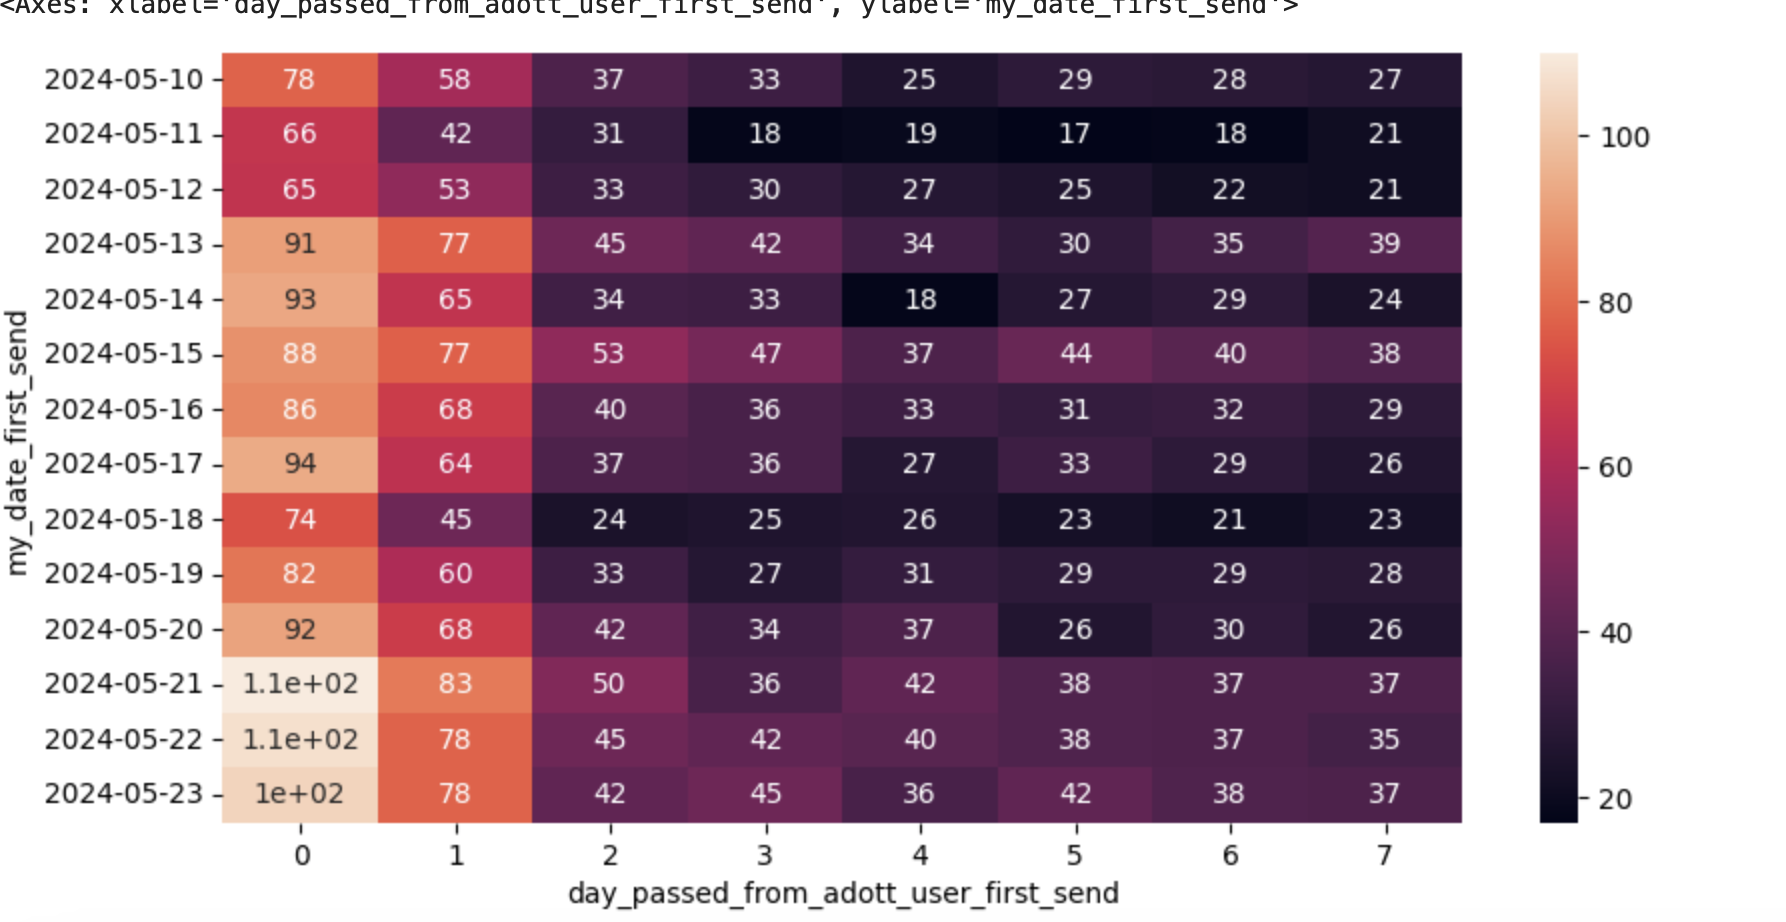 <Axes: xlabel='day_passed_from_adott_user_first_send', ylabel='my_date_first_send'>
my_date_first_send
2024-05-10 78 58 37 33 25 29 28 27
2024-05-11 66 42 31 18 19 17 18 21
2024-05-12 65 53 33 30 27 25 22 21
2024-05-13 91 77 45 42 34 30 35 39
2024-05-14 93 65 34 33 18 27 29 24
2024-05-15 88 77 53 47 37 44 40 38
2024-05-16 86 68 40 36 33 31 32 29
2024-05-17 94 64 37 36 27 33 29 26
2024-05-18 74 45 24 25 26 23 21 23
2024-05-19 82 60 33 27 31 29 29 28
2024-05-20 92 68 42 34 37 26 30 26
2024-05-21 1.1e+02 83 50 36 42 38 37 37
2024-05-22 1.1e+02 78 45 42 40 38 37 35
2024-05-23 1e+02 78 42 45 36 42 38 37
0 1 2 3 4 5 6 7
day_passed_from_adott_user_first_send
100
80
60
40
20